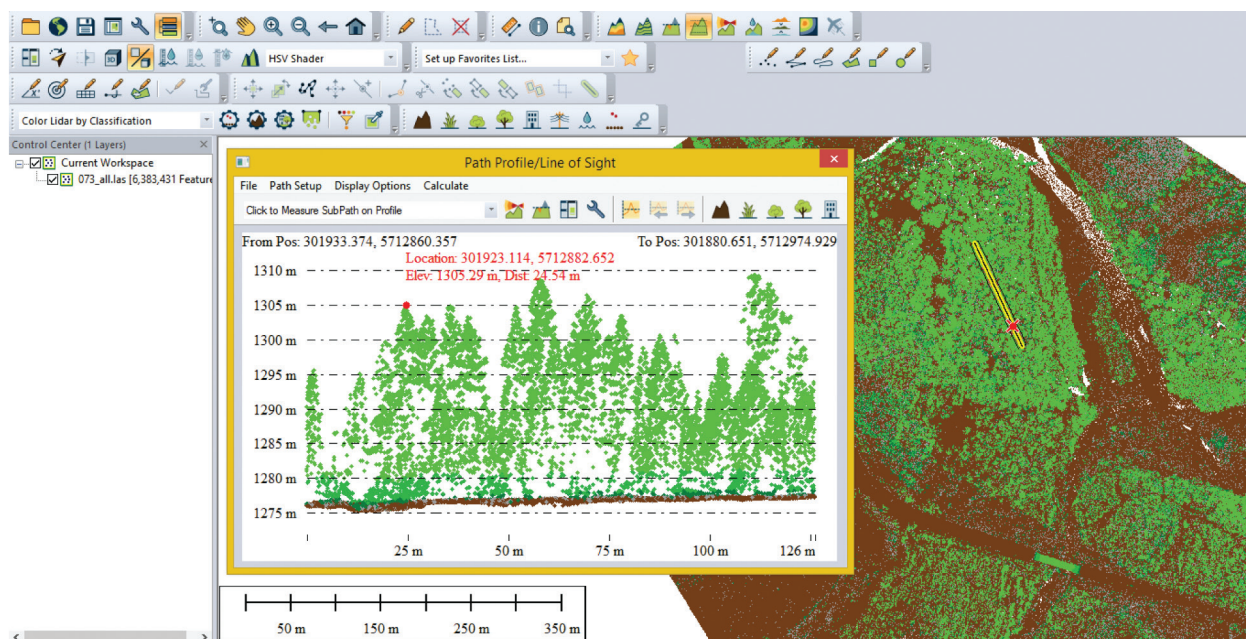 HSV Shader
Set up Favorites List...
Color Lidar by Classification
Control Center (1 Layers)
Current Workspace
073_all.las [6,383,431 Feature
Path Profile/Line of Sight
File Path Setup Display Options Calculate
Click to Measure SubPath on Profile
From Pos: 301933.374, 5712860.357
To Pos: 301880.651, 5712974.929
Location: 301923.114, 5712882.652
Elev: 1305.29 m, Dist: 24.54 m
1310 m
1305 m
1300 m
1295 m
1290 m
1285 m
1280 m
1275 m
25 m 50 m 75 m 100 m 126 m
50 m 150 m 250 m 350 m